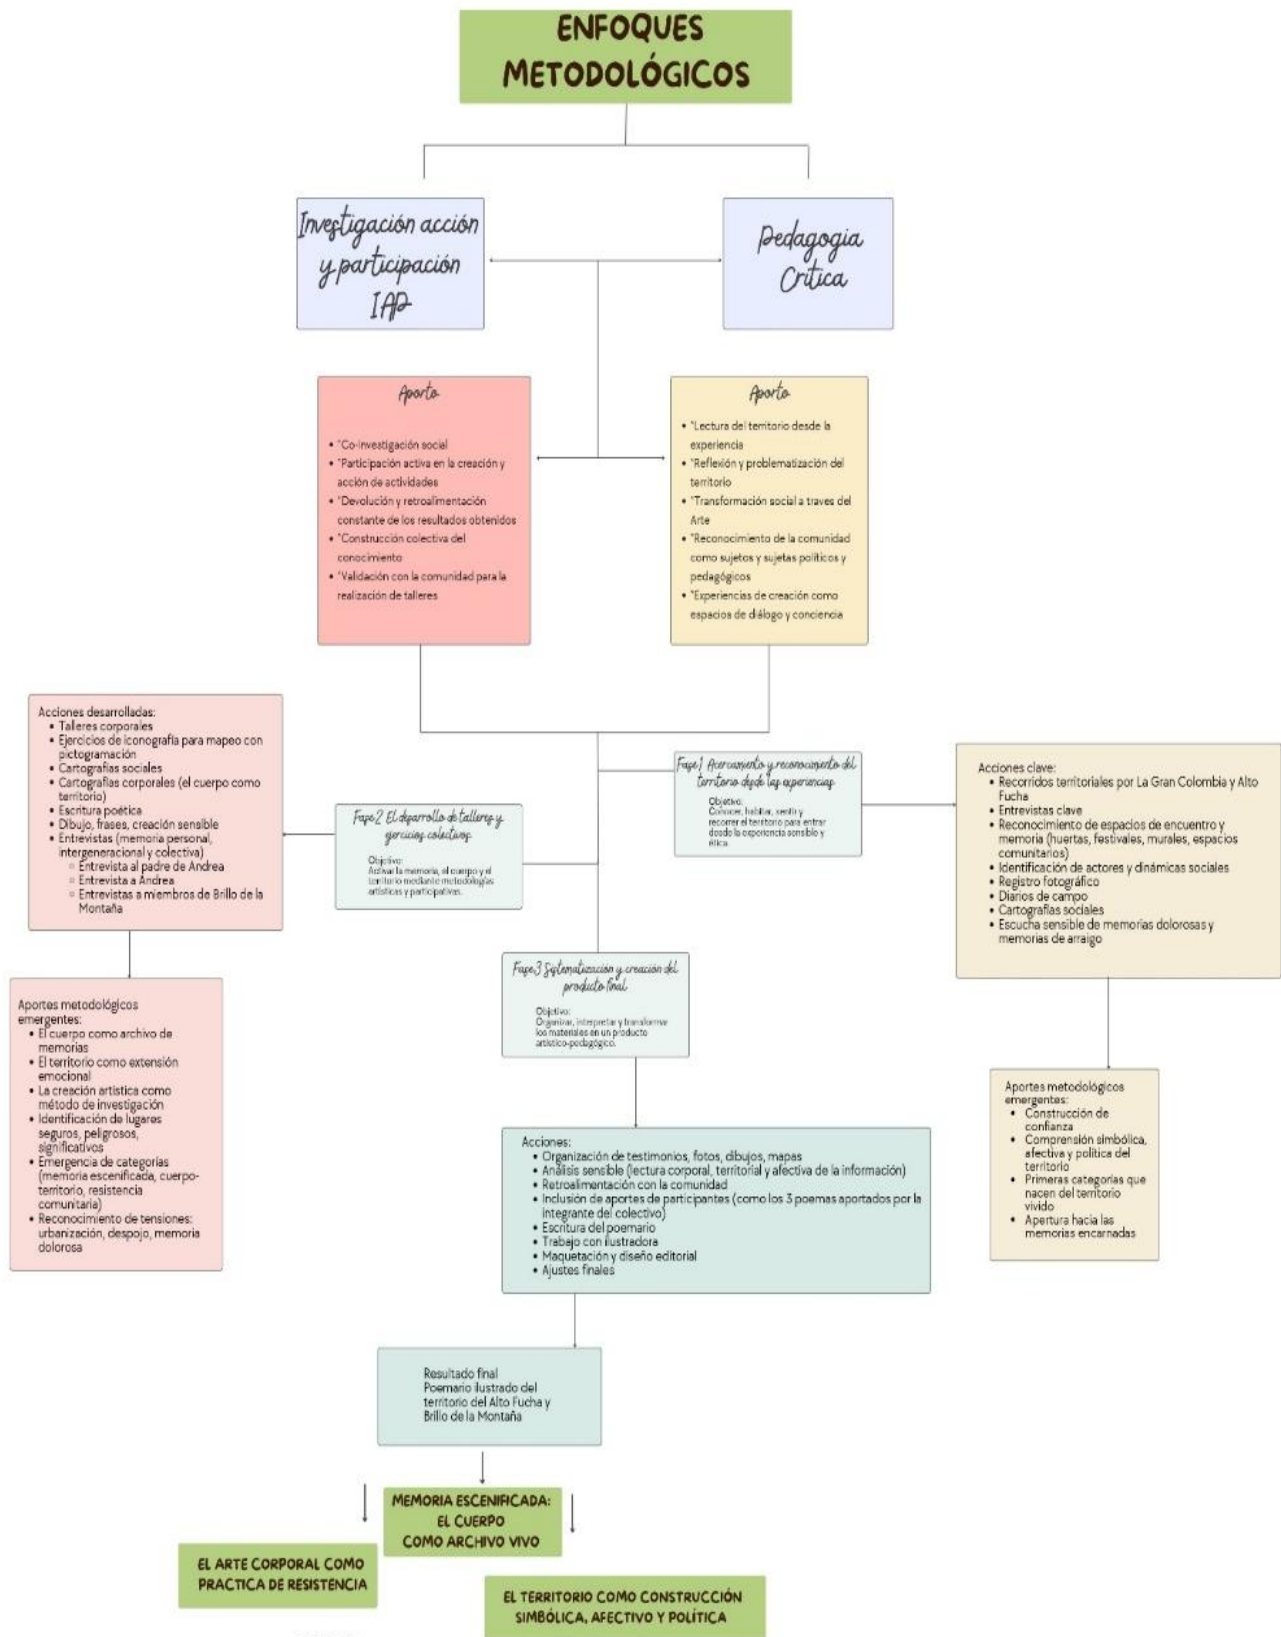 ENFOQUES
METODOLÓGICOS
Investigación acción
y participación
IAP
Pedagogia
Crítica
Aporto
• "Co-investigación social
• "Participación activa en la creación y
acción de actividades
• "Devolución y retroalimentación
constante de los resultados obtenidos
• "Construcción colectiva del
conocimiento
• "Validación con la comunidad para la
realización de talleres
Aporto
• "Lectura del territorio desde la
experiencia
• "Reflexión y problematización del
territorio
• "Transformación social a traves del
Arte
• "Reconocimiento de la comunidad
como sujetos y sujetas políticos y
pedagógicos
• "Experiencias de creación como
espacios de diálogo y conciencia
Fase 1 Acercamiento y reconocimiento del
territorio desde las experiencias
Objetivo:
Conocer, habitar, sentir y
recorrer el territorio para entrar
desde la experiencia sensible y
ética.
Acciones clave:
• Recorridos territoriales por La Gran Colombia y Alto
Fucha
• Entrevistas clave
• Reconocimiento de espacios de encuentro y
memoria (huertas, festivales, murales, espacios
comunitarios)
• Identificación de actores y dinámicas sociales
• Registro fotográfico
• Diarios de campo
• Cartografías sociales
• Escucha sensible de memorias dolorosas y
memorias de arraigo
Aportes metodológicos
emergentes:
• Construcción de
confianza
• Comprensión simbólica,
afectiva y política del
territorio
• Primeras categorías que
nacen del territorio
vivido
• Apertura hacia las
memorias encarnadas
Fase 2 El desarrollo de talleres y
ejercicios colectivos
Objetivo:
Activar la memoria, el cuerpo y el
territorio mediante metodologías
artísticas y participativas.
Acciones desarrolladas:
• Talleres corporales
• Ejercicios de iconografía para mapeo con
pictogramación
• Cartografías sociales
• Cartografías corporales (el cuerpo como
territorio)
• Escritura poética
• Dibujo, frases, creación sensible
• Entrevistas (memoria personal,
intergeneracional y colectiva)
○ Entrevista al padre de Andrea
○ Entrevista a Andrea
○ Entrevistas a miembros de Brillo de la
Montaña
Aportes metodológicos
emergentes:
• El cuerpo como archivo de
memorias
• El territorio como extensión
emocional
• La creación artística como
método de investigación
• Identificación de lugares
seguros, peligrosos,
significativos
• Emergencia de categorías
(memoria escenificada, cuerpo-
territorio, resistencia
comunitaria)
• Reconocimiento de tensiones:
urbanización, despojo, memoria
dolorosa
Fase 3 Sistematización y creación del
producto final
Objetivo:
Organizar, interpretar y transformar
los materiales en un producto
artístico-pedagógico.
Acciones:
• Organización de testimonios, fotos, dibujos, mapas
• Análisis sensible (lectura corporal, territorial y afectiva de la información)
• Retroalimentación con la comunidad
• Inclusión de aportes de participantes (como los 3 poemas aportados por la
integrante del colectivo)
• Escritura del poemario
• Trabajo con ilustradora
• Maquetación y diseño editorial
• Ajustes finales
Resultado final
Poemario ilustrado del
territorio del Alto Fucha y
Brillo de la Montaña
MEMORIA ESCENIFICADA:
EL CUERPO
COMO ARCHIVO VIVO
EL ARTE CORPORAL COMO
PRACTICA DE RESISTENCIA
EL TERRITORIO COMO CONSTRUCCIÓN
SIMBÓLICA, AFECTIVO Y POLÍTICA